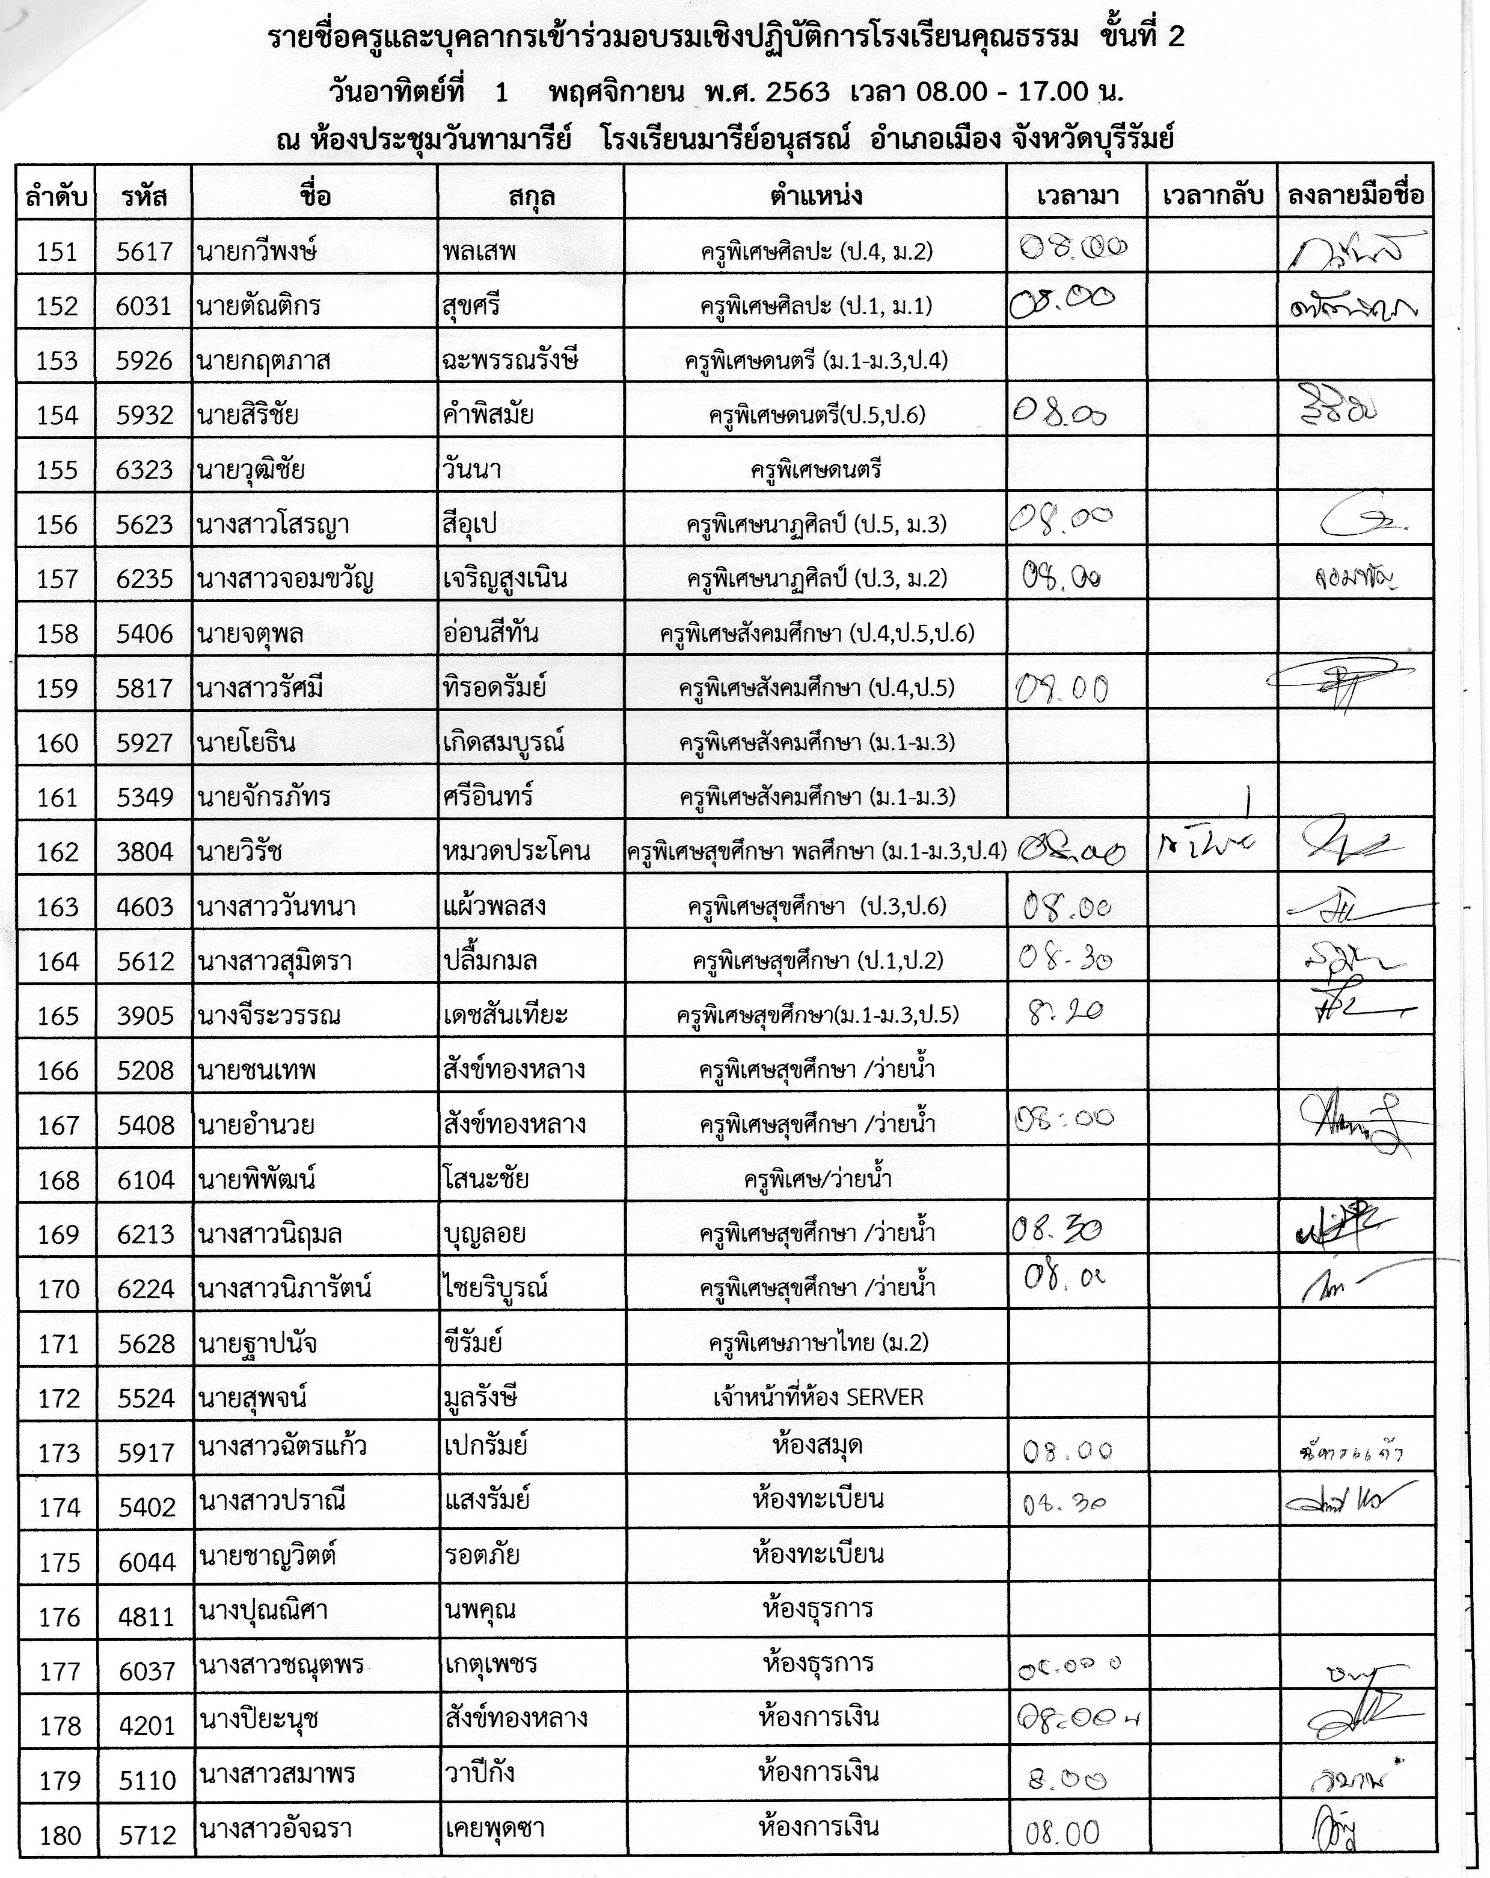 รายชื่อครูและบุคลากรเข้าร่วมอบรมเชิงปฏิบัติการโรงเรียนคุณธรรม ขั้นที่ 2
วันอาทิตย์ที่ 1 พฤศจิกายน พ.ศ. 2563 เวลา 08.00 - 17.00 น.
ณ ห้องประชุมวันทามารีย์ โรงเรียนมารีย์อนุสรณ์ อำเภอเมือง จังหวัดบุรีรัมย์
ลำดับ รหัส ชื่อ สกุล ตำแหน่ง เวลามา เวลากลับ ลงลายมือชื่อ
151 5617 นายกวีพงษ์ พลเสพ ครูพิเศษศิลปะ (ป.4, ม.2) 08.00
152 6031 นายตัณติกร สุขศรี ครูพิเศษศิลปะ (ป.1, ม.1) 08.00
153 5926 นายกฤตภาส ฉะพรรณรังษี ครูพิเศษดนตรี (ม.1-ม.3,ป.4)
154 5932 นายสิริชัย คำพิสมัย ครูพิเศษดนตรี(ป.5,ป.6) 08.00
155 6323 นายวุฒิชัย วันนา ครูพิเศษดนตรี
156 5623 นางสาวโสรญา สีอุเป ครูพิเศษนาฏศิลป์ (ป.5, ม.3) 08.00
157 6235 นางสาวจอมขวัญ เจริญสูงเนิน ครูพิเศษนาฏศิลป์ (ป.3, ม.2) 08.00 จอมขวัญ
158 5406 นายจตุพล อ่อนสีทัน ครูพิเศษสังคมศึกษา (ป.4,ป.5,ป.6)
159 5817 นางสาวรัศมี ทิรอดรัมย์ ครูพิเศษสังคมศึกษา (ป.4,ป.5) 08.00
160 5927 นายโยธิน เกิดสมบูรณ์ ครูพิเศษสังคมศึกษา (ม.1-ม.3)
161 5349 นายจักรภัทร ศรีอินทร์ ครูพิเศษสังคมศึกษา (ม.1-ม.3)
162 3804 นายวิรัช หมวดประโคน ครูพิเศษสุขศึกษา พลศึกษา (ม.1-ม.3,ป.4) 08.00
163 4603 นางสาววันทนา แผ้วพลสง ครูพิเศษสุขศึกษา (ป.3,ป.6) 08.00
164 5612 นางสาวสุมิตรา ปลื้มกมล ครูพิเศษสุขศึกษา (ป.1,ป.2) 08.30
165 3905 นางจีระวรรณ เดชสันเทียะ ครูพิเศษสุขศึกษา(ม.1-ม.3,ป.5) 8.20
166 5208 นายชนเทพ สังข์ทองหลาง ครูพิเศษสุขศึกษา /ว่ายน้ำ
167 5408 นายอำนวย สังข์ทองหลาง ครูพิเศษสุขศึกษา /ว่ายน้ำ 08:00
168 6104 นายพิพัฒน์ โสนะชัย ครูพิเศษ/ว่ายน้ำ
169 6213 นางสาวนิฤมล บุญลอย ครูพิเศษสุขศึกษา /ว่ายน้ำ 08.30
170 6224 นางสาวนิภารัตน์ ไชยริบูรณ์ ครูพิเศษสุขศึกษา /ว่ายน้ำ 08.00
171 5628 นายฐาปนัจ ขีรัมย์ ครูพิเศษภาษาไทย (ม.2)
172 5524 นายสุพจน์ มูลรังษี เจ้าหน้าที่ห้อง SERVER
173 5917 นางสาวฉัตรแก้ว เปกรัมย์ ห้องสมุด 08.00 ฉัตรแก้ว
174 5402 นางสาวปราณี แสงรัมย์ ห้องทะเบียน 08.30
175 6044 นายชาญวิตต์ รอตภัย ห้องทะเบียน
176 4811 นางปุณณิศา นพคุณ ห้องธุรการ
177 6037 นางสาวชณุตพร เกตุเพชร ห้องธุรการ
178 4201 นางปิยะนุช สังข์ทองหลาง ห้องการเงิน 08.00 น
179 5110 นางสาวสมาพร วาปีกัง ห้องการเงิน 8.00
180 5712 นางสาวอัจฉรา เคยพุดซา ห้องการเงิน 08.00